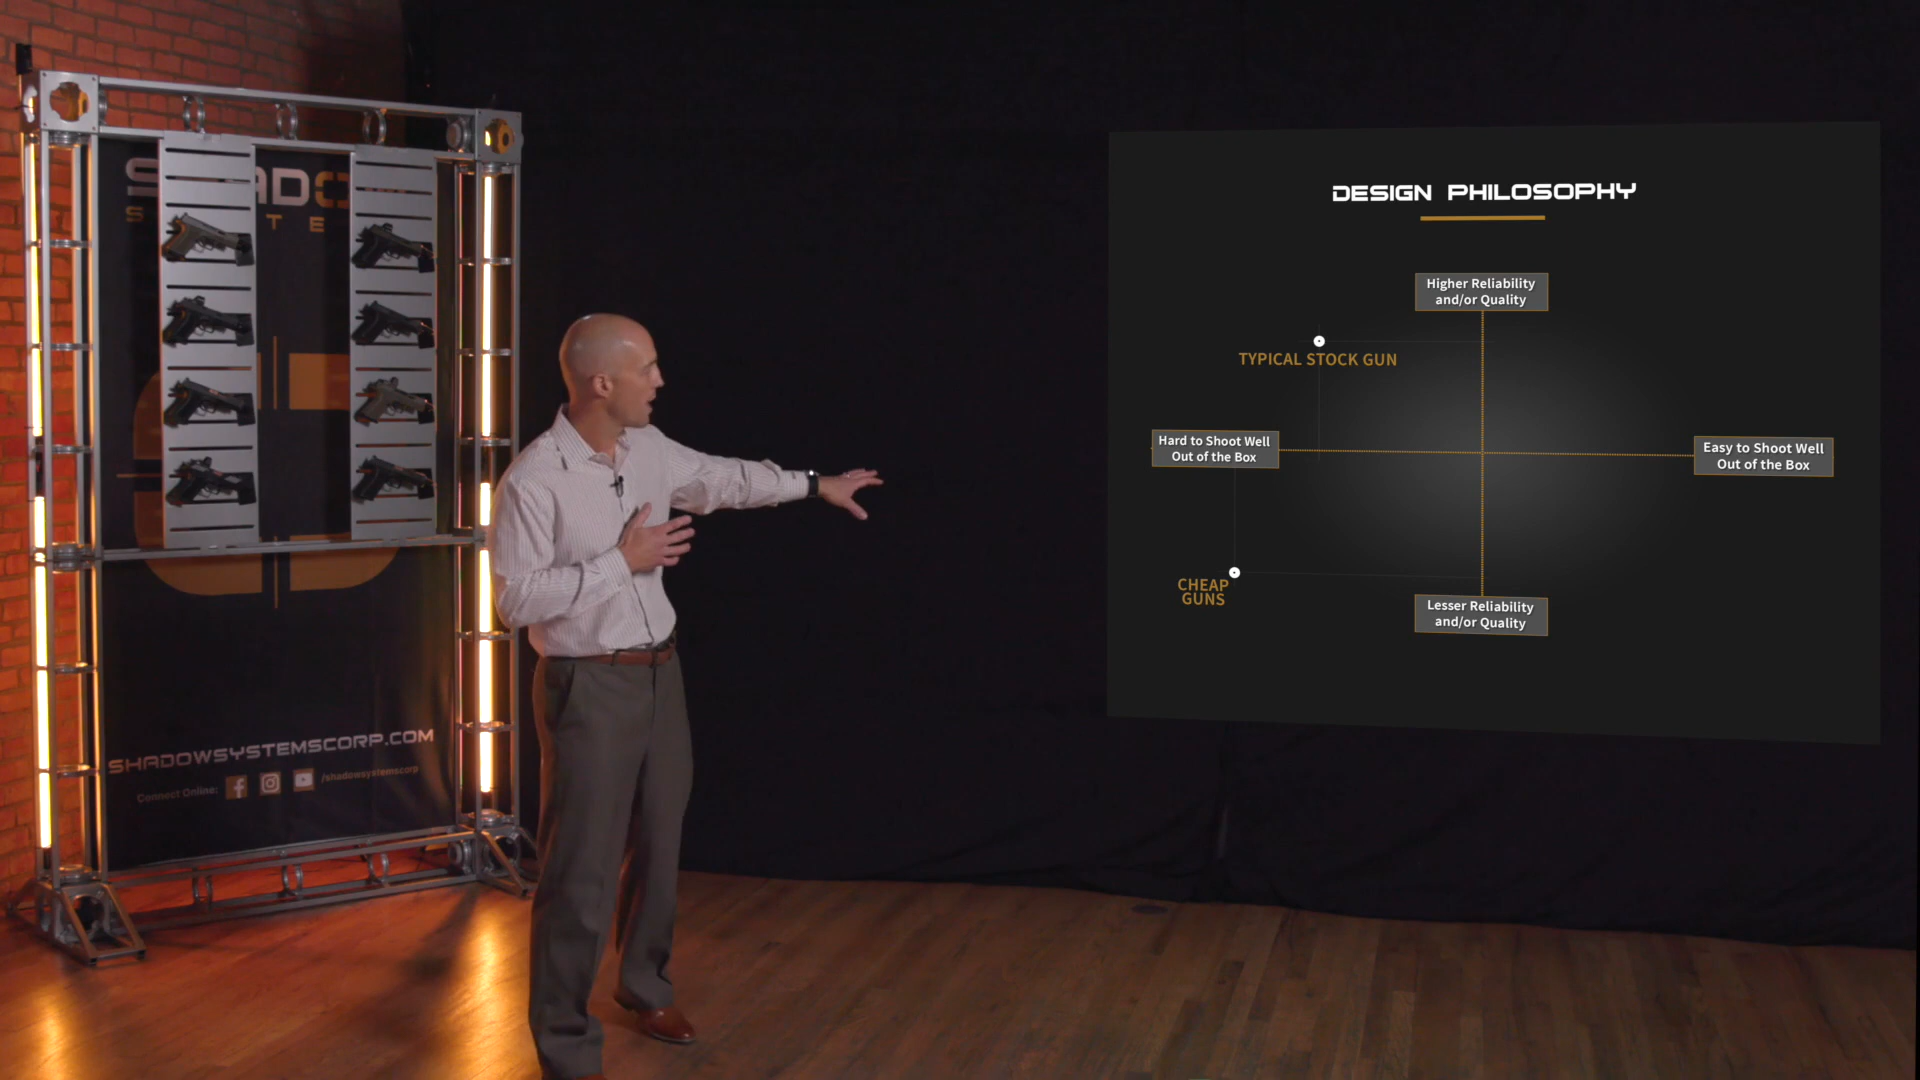 SHADOWSYSTEMSCORP.COM
Connect Online:
/shadowsystemscorp
DESIGN PHILOSOPHY
Higher Reliability
and/or Quality
TYPICAL STOCK GUN
Hard to Shoot Well
Out of the Box
Easy to Shoot Well
Out of the Box
CHEAP
GUNS
Lesser Reliability
and/or Quality